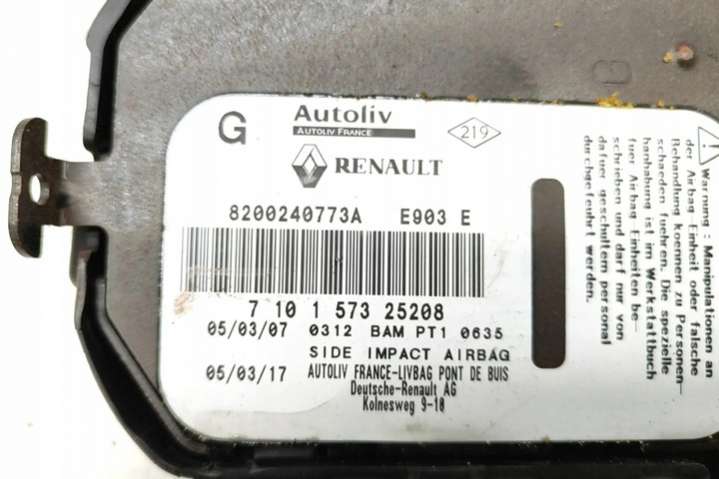 G
Autoliv
AUTOLIV FRANCE
219
RENAULT
8200240773A E903 E
7 10 1 573 25208
05/03/07 0312 BAM PT1 0635
SIDE IMPACT AIRBAG
05/03/17 AUTOLIV FRANCE-LIVBAG PONT DE BUIS
Deutsche-Renault AG
Kolnesweg 9-10
Warnung : Manipulationen an
der Airbag-Einheit oder falsche
Behandlung koennen zu Personen-
schaeden fuehren. Die spezielle
hanhabung ist im Werkstattbuch
fuer Airbag Einheiten be-
schrieben und darf nur von
dafuer geschultem personal
durchgefuehrt werden.